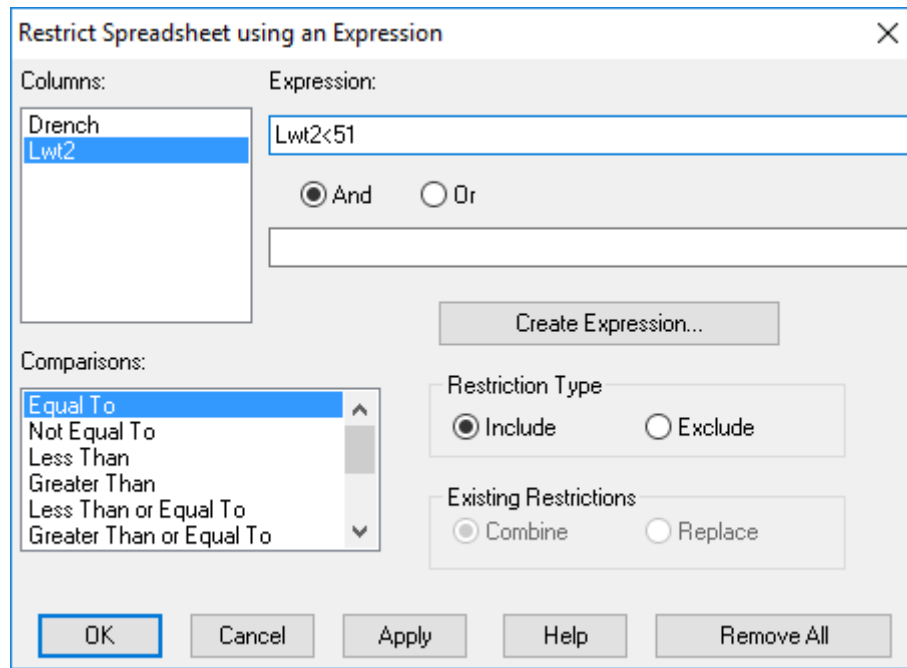 Restrict Spreadsheet using an Expression
Columns:
Drench
Lwt2
Expression:
Lwt2<51
And
Or
Create Expression...
Comparisons:
Equal To
Not Equal To
Less Than
Greater Than
Less Than or Equal To
Greater Than or Equal To
Restriction Type
Include
Exclude
Existing Restrictions
Combine
Replace
OK
Cancel
Apply
Help
Remove All